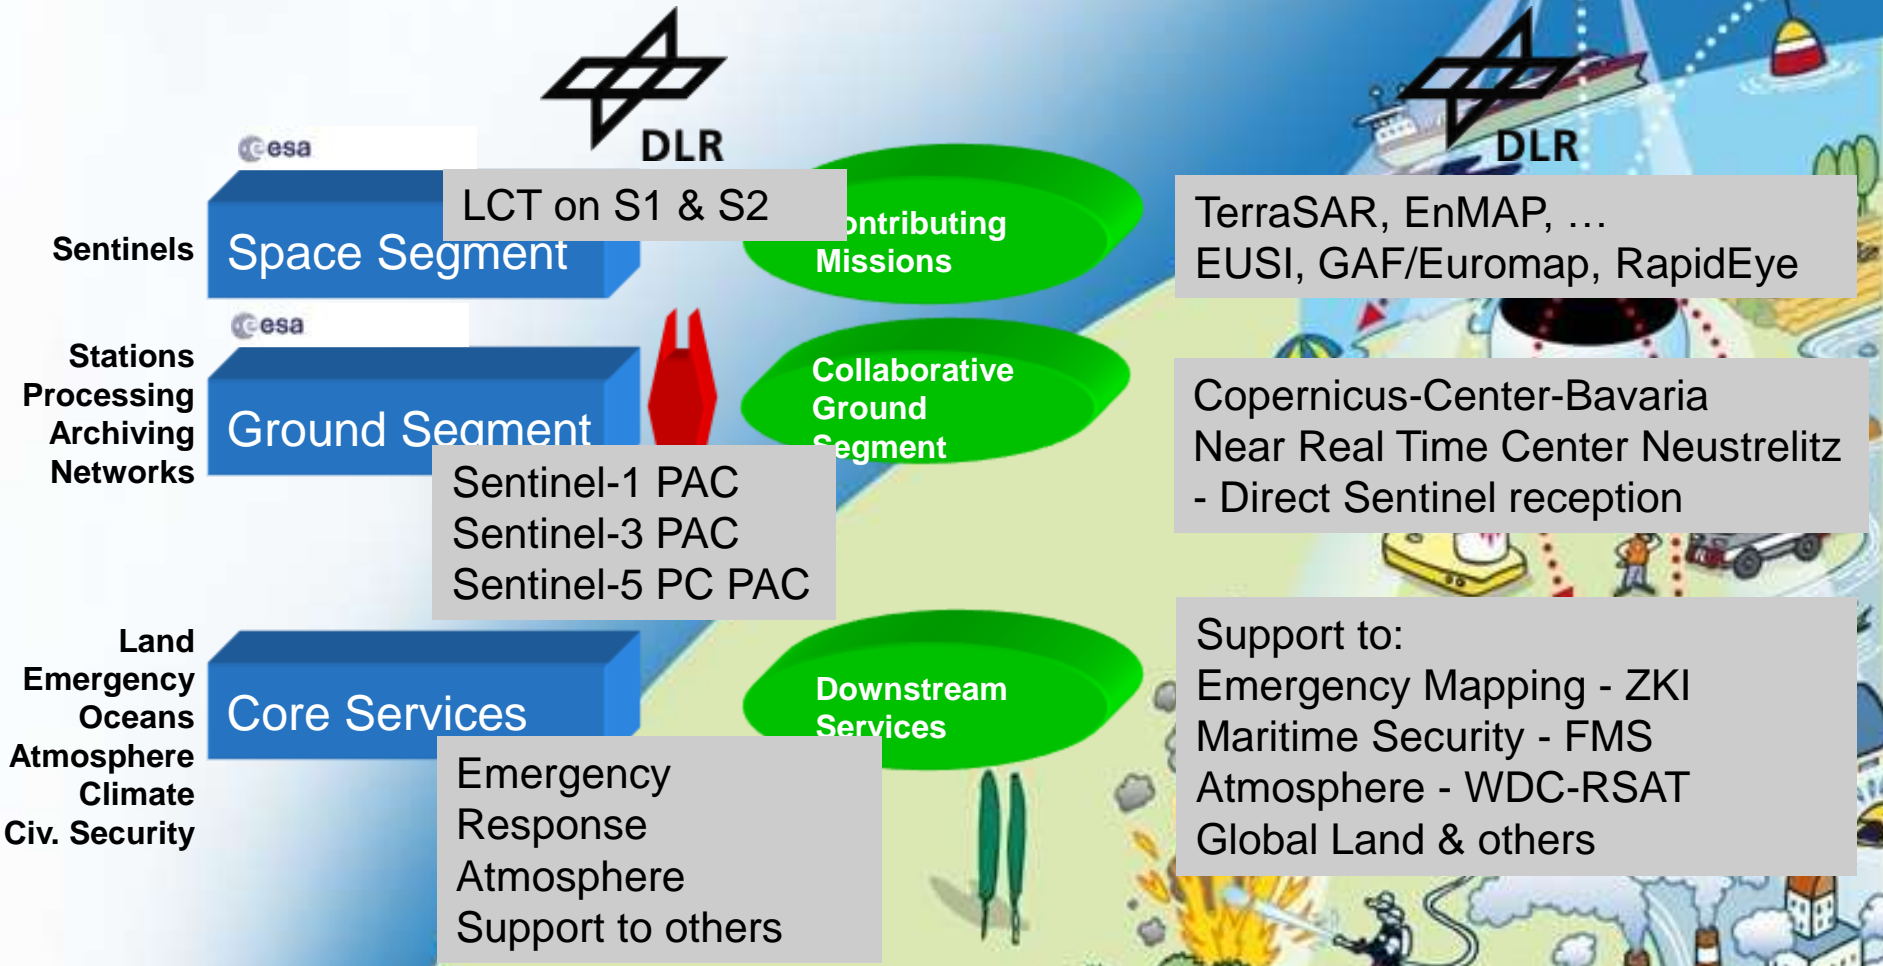 DLR
DLR
esa
LCT on S1 & S2
Sentinels
Space Segment
ontributing
Missions
TerraSAR, EnMAP, …
EUSI, GAF/Euromap, RapidEye
esa
Stations
Processing
Archiving
Networks
Ground Segment
Collaborative
Ground
Segment
Copernicus-Center-Bavaria
Near Real Time Center Neustrelitz
- Direct Sentinel reception
Sentinel-1 PAC
Sentinel-3 PAC
Sentinel-5 PC PAC
Land
Emergency
Oceans
Atmosphere
Climate
Civ. Security
Core Services
Downstream
Services
Emergency
Response
Atmosphere
Support to others
Support to:
Emergency Mapping - ZKI
Maritime Security - FMS
Atmosphere - WDC-RSAT
Global Land & others